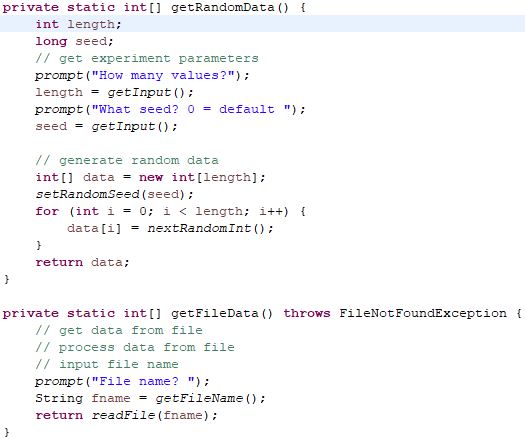 private static int[] getRandomData() {
    int length;
    long seed;
    // get experiment parameters
    prompt("How many values?");
    length = getInput();
    prompt("What seed? 0 = default ");
    seed = getInput();

    // generate random data
    int[] data = new int[length];
    setRandomSeed(seed);
    for (int i = 0; i < length; i++) {
        data[i] = nextRandomInt();
    }
    return data;
}

private static int[] getFileData() throws FileNotFoundException {
    // get data from file
    // process data from file
    // input file name
    prompt("File name? ");
    String fname = getFileName();
    return readFile(fname);
}